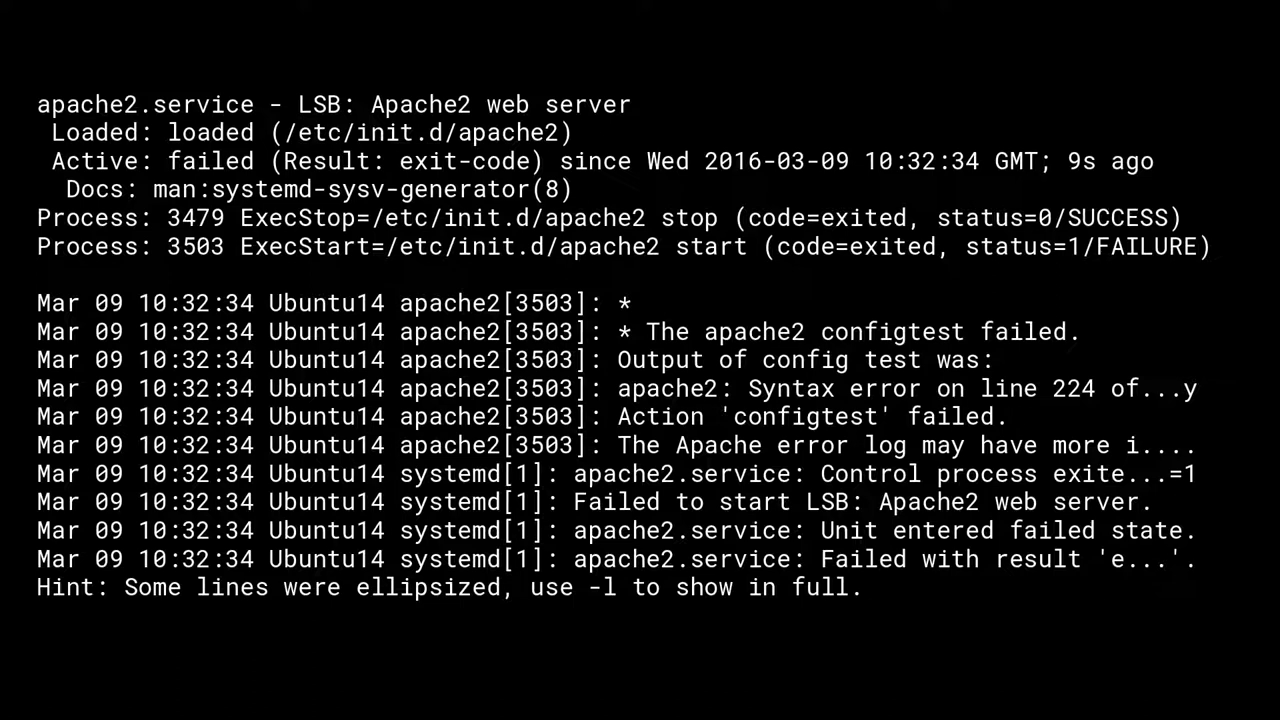 apache2.service - LSB: Apache2 web server
Loaded: loaded (/etc/init.d/apache2)
Active: failed (Result: exit-code) since Wed 2016-03-09 10:32:34 GMT; 9s ago
Docs: man:systemd-sysv-generator(8)
Process: 3479 ExecStop=/etc/init.d/apache2 stop (code=exited, status=0/SUCCESS)
Process: 3503 ExecStart=/etc/init.d/apache2 start (code=exited, status=1/FAILURE)
Mar 09 10:32:34 Ubuntu14 apache2[3503]: *
Mar 09 10:32:34 Ubuntu14 apache2[3503]: * The apache2 configtest failed.
Mar 09 10:32:34 Ubuntu14 apache2[3503]: Output of config test was:
Mar 09 10:32:34 Ubuntu14 apache2[3503]: apache2: Syntax error on line 224 of...y
Mar 09 10:32:34 Ubuntu14 apache2[3503]: Action 'configtest' failed.
Mar 09 10:32:34 Ubuntu14 apache2[3503]: The Apache error log may have more i....
Mar 09 10:32:34 Ubuntu14 systemd[1]: apache2.service: Control process exite...=1
Mar 09 10:32:34 Ubuntu14 systemd[1]: Failed to start LSB: Apache2 web server.
Mar 09 10:32:34 Ubuntu14 systemd[1]: apache2.service: Unit entered failed state.
Mar 09 10:32:34 Ubuntu14 systemd[1]: apache2.service: Failed with result 'e...'.
Hint: Some lines were ellipsized, use -l to show in full.